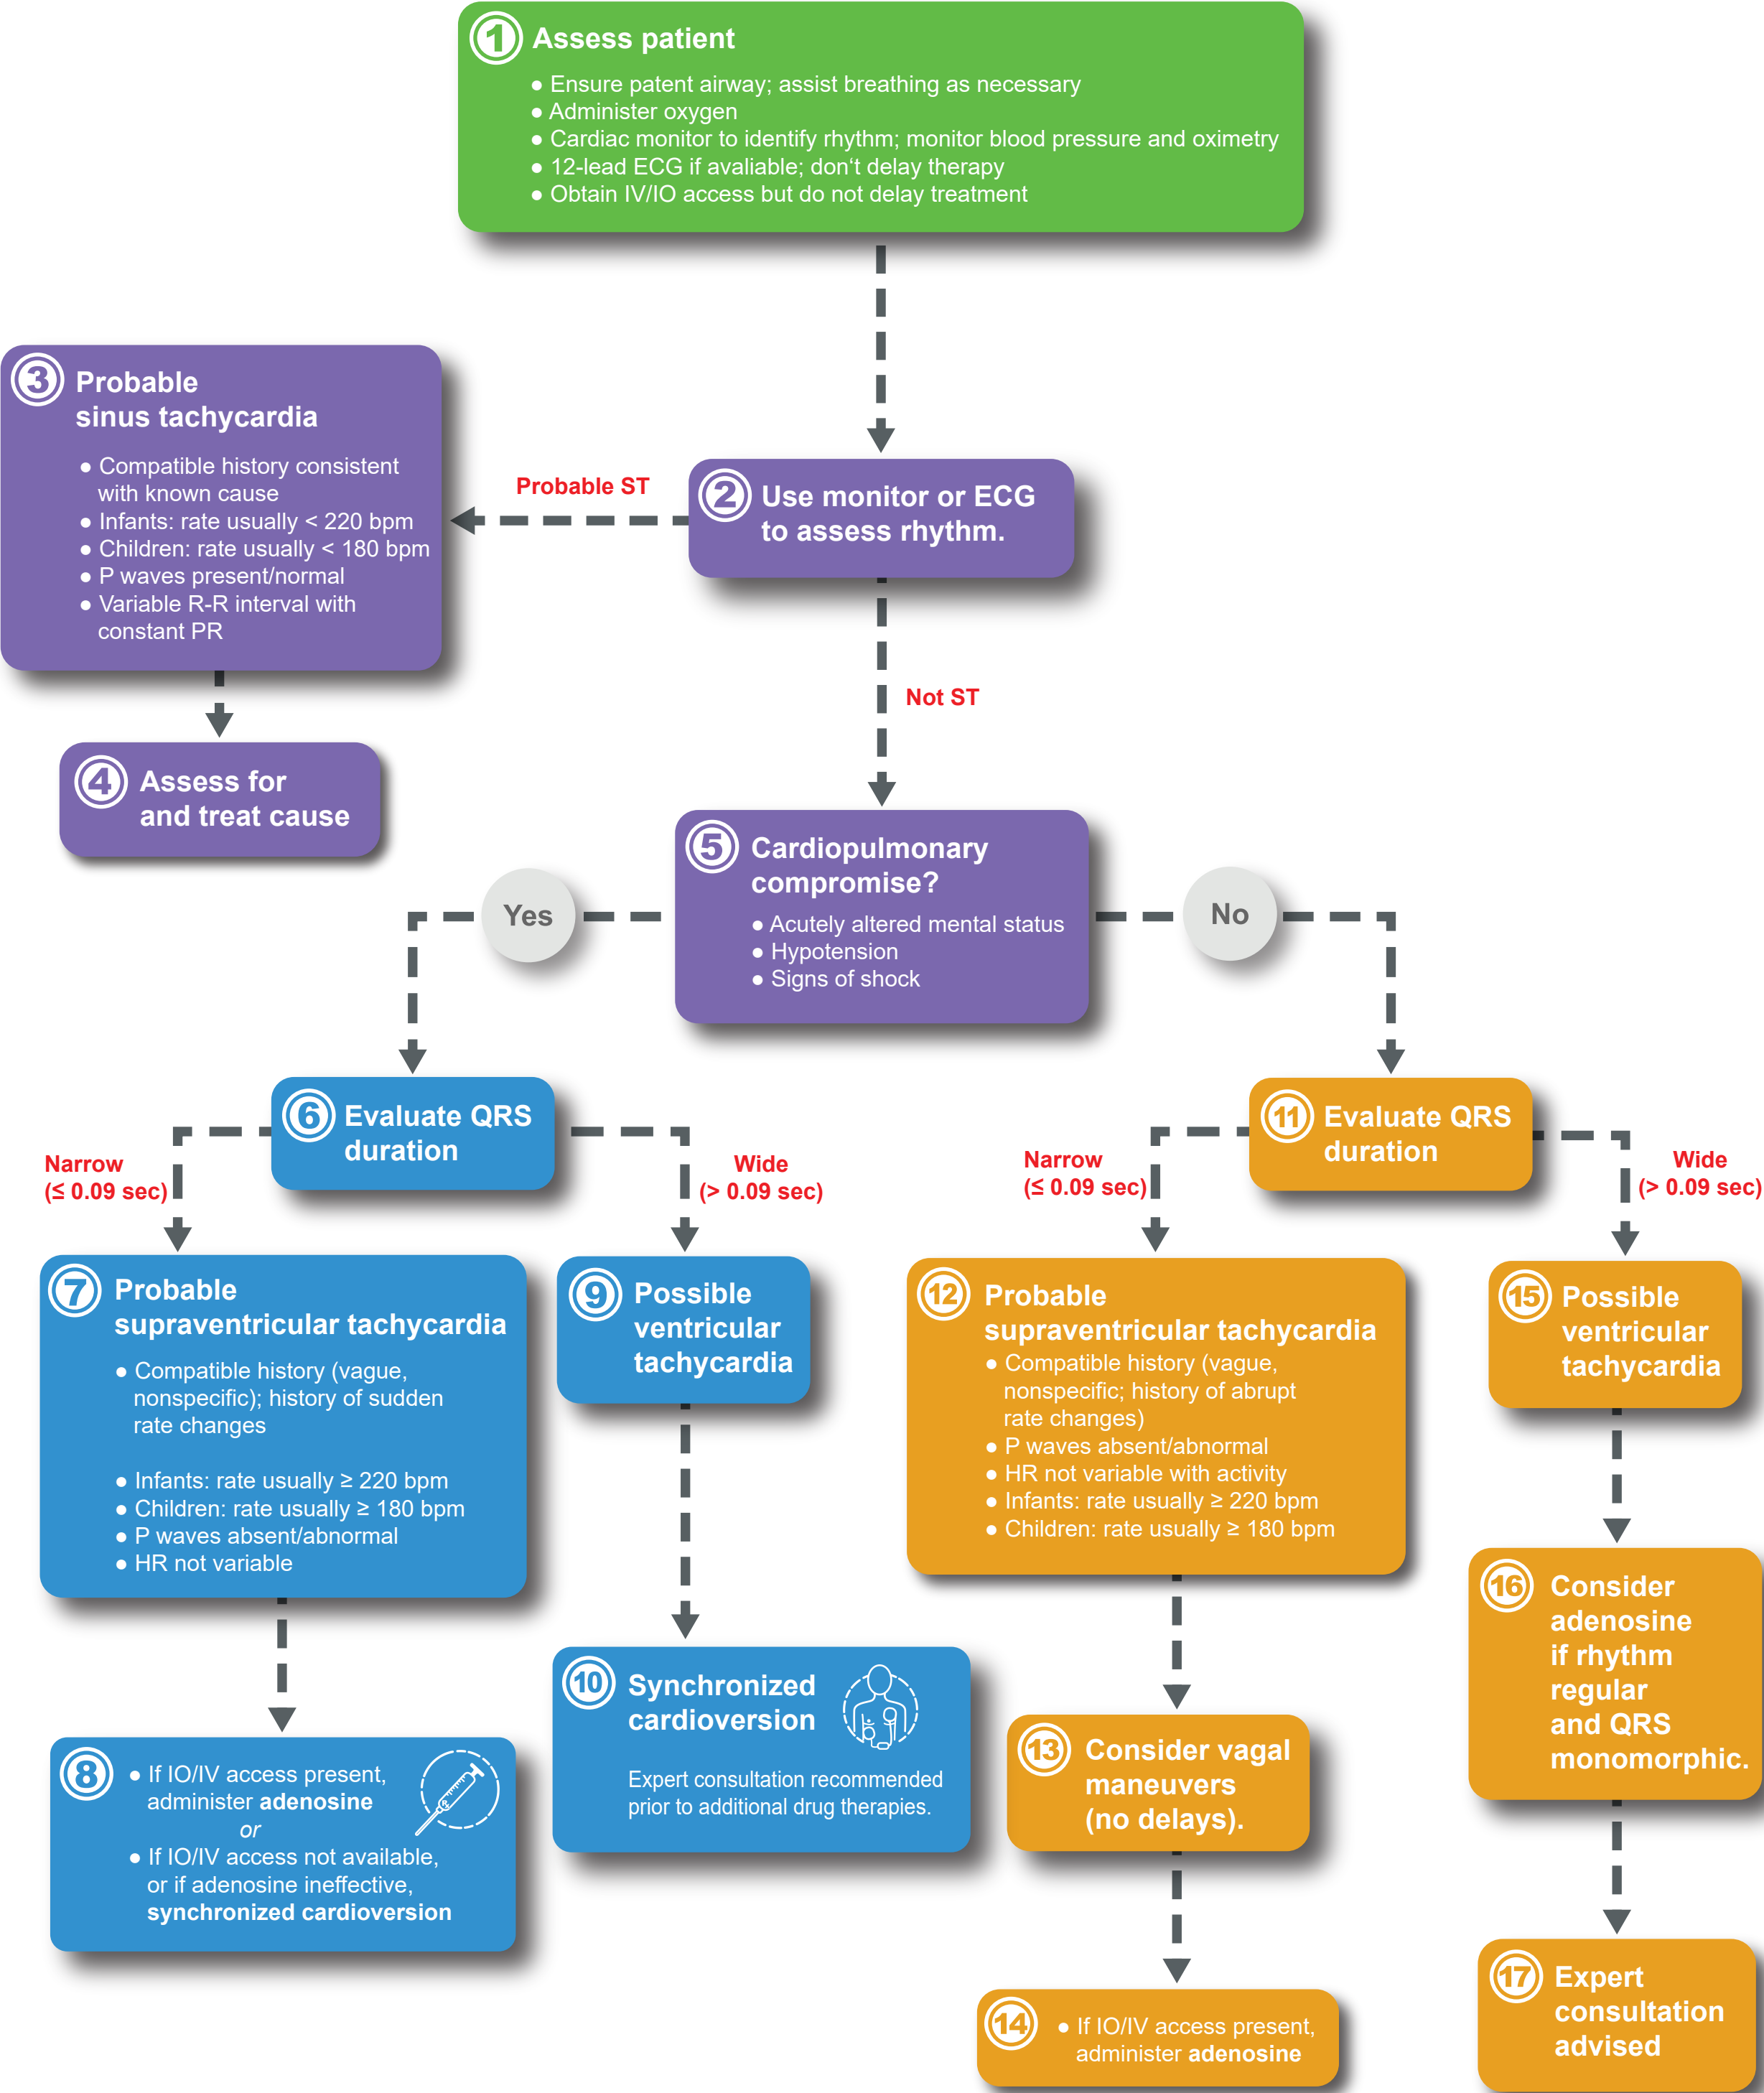 1 Assess patient
● Ensure patent airway; assist breathing as necessary
● Administer oxygen
● Cardiac monitor to identify rhythm; monitor blood pressure and oximetry
● 12-lead ECG if avaliable; don‘t delay therapy
● Obtain IV/IO access but do not delay treatment
2 Use monitor or ECG
to assess rhythm.
Probable ST
3 Probable
sinus tachycardia
● Compatible history consistent
with known cause
● Infants: rate usually < 220 bpm
● Children: rate usually < 180 bpm
● P waves present/normal
● Variable R-R interval with
constant PR
4 Assess for
and treat cause
Not ST
5 Cardiopulmonary
compromise?
● Acutely altered mental status
● Hypotension
● Signs of shock
Yes
No
6 Evaluate QRS
duration
Narrow
(≤ 0.09 sec)
Wide
(> 0.09 sec)
7 Probable
supraventricular tachycardia
● Compatible history (vague,
nonspecific); history of sudden
rate changes
● Infants: rate usually ≥ 220 bpm
● Children: rate usually ≥ 180 bpm
● P waves absent/abnormal
● HR not variable
8 ● If IO/IV access present,
administer adenosine
or
● If IO/IV access not available,
or if adenosine ineffective,
synchronized cardioversion
9 Possible
ventricular
tachycardia
10 Synchronized
cardioversion
Expert consultation recommended
prior to additional drug therapies.
11 Evaluate QRS
duration
Narrow
(≤ 0.09 sec)
Wide
(> 0.09 sec)
12 Probable
supraventricular tachycardia
● Compatible history (vague,
nonspecific; history of abrupt
rate changes)
● P waves absent/abnormal
● HR not variable with activity
● Infants: rate usually ≥ 220 bpm
● Children: rate usually ≥ 180 bpm
13 Consider vagal
maneuvers
(no delays).
14 ● If IO/IV access present,
administer adenosine
15 Possible
ventricular
tachycardia
16 Consider
adenosine
if rhythm
regular
and QRS
monomorphic.
17 Expert
consultation
advised